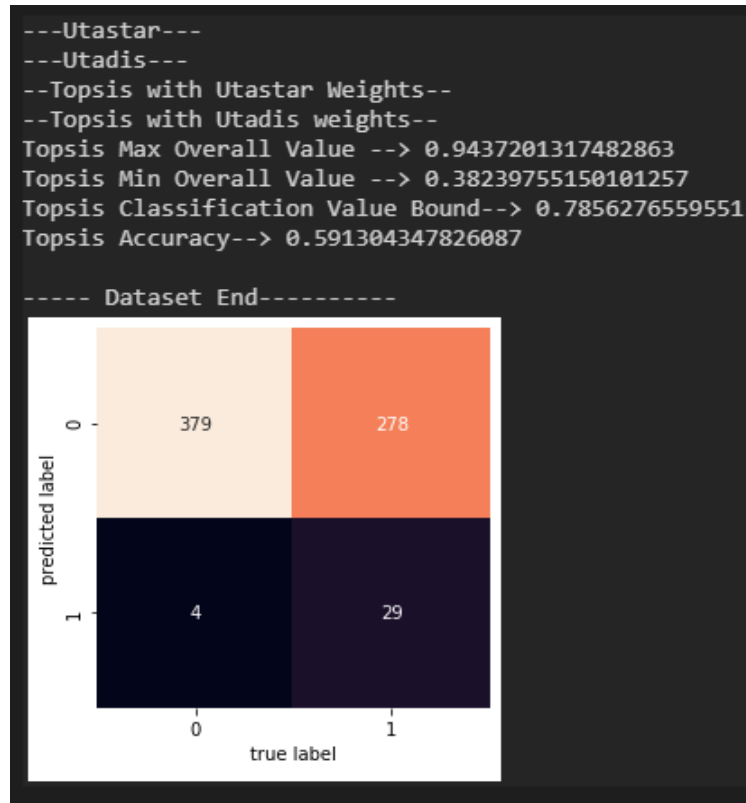 ---Utastar---
---Utadis---
--Topsis with Utastar Weights--
--Topsis with Utadis weights--
Topsis Max Overall Value --> 0.9437201317482863
Topsis Min Overall Value --> 0.38239755150101257
Topsis Classification Value Bound--> 0.7856276559551
Topsis Accuracy--> 0.591304347826087
----- Dataset End----------
0
379
278
predicted label
1
4
29
0
1
true label